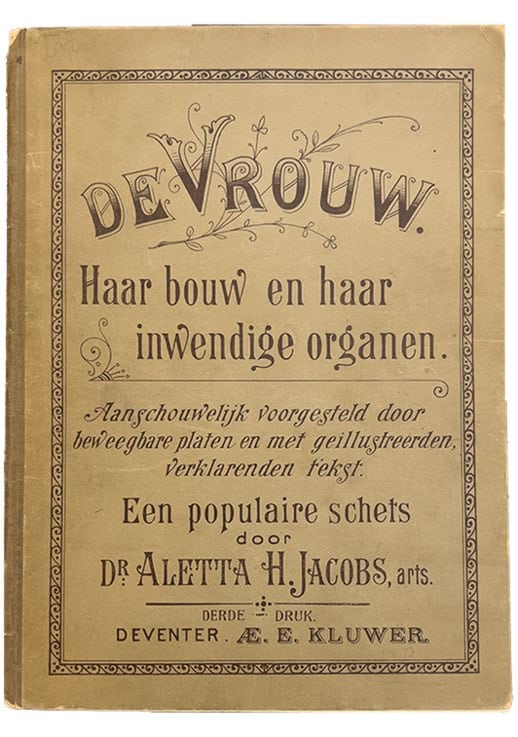 DE VROUW.
Haar bouw en haar
inwendige organen.
Aanschouwelijk voorgesteld door
beweegbare platen en met geïllustreerden,
verklarenden tekst.
Een populaire schets
door
DR ALETTA H. JACOBS, arts.
DERDE — DRUK.
DEVENTER. Æ. E. KLUWER.